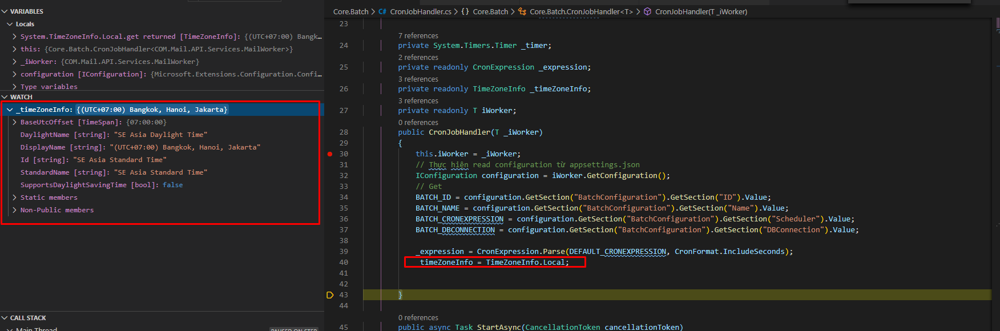 VARIABLES
Locals
System.TimeZoneInfo.Local.get returned [TimeZoneInfo]: {(UTC+07:00) Bangk…
this: {Core.Batch.CronJobHandler<COM.Mail.API.Services.MailWorker>}
_iWorker: {COM.Mail.API.Services.MailWorker}
configuration [IConfiguration]: {Microsoft.Extensions.Configuration.Confi…
Type variables
WATCH
_timeZoneInfo: {(UTC+07:00) Bangkok, Hanoi, Jakarta}
BaseUtcOffset [TimeSpan]: {07:00:00}
DaylightName [string]: "SE Asia Daylight Time"
DisplayName [string]: "(UTC+07:00) Bangkok, Hanoi, Jakarta"
Id [string]: "SE Asia Standard Time"
StandardName [string]: "SE Asia Standard Time"
SupportsDaylightSavingTime [bool]: false
Static members
Non-Public members
CALL STACK
Main Thread PAUSED ON STEP
Core.Batch > C# CronJobHandler.cs > {} Core.Batch > Core.Batch.CronJobHandler<T> > CronJobHandler(T _iWorker)
23
7 references
24 private System.Timers.Timer _timer;
2 references
25 private readonly CronExpression _expression;
3 references
26 private readonly TimeZoneInfo _timeZoneInfo;
3 references
27 private readonly T iWorker;
0 references
28 public CronJobHandler(T _iWorker)
29 {
30 this.iWorker = _iWorker;
31 // Thực hiện read configuration từ appsettings.json
32 IConfiguration configuration = iWorker.GetConfiguration();
33 // Get
34 BATCH_ID = configuration.GetSection("BatchConfiguration").GetSection("ID").Value;
35 BATCH_NAME = configuration.GetSection("BatchConfiguration").GetSection("Name").Value;
36 BATCH_CRONEXPRESSION = configuration.GetSection("BatchConfiguration").GetSection("Scheduler").Value;
37 BATCH_DBCONNECTION = configuration.GetSection("BatchConfiguration").GetSection("DBConnection").Value;
38
39 _expression = CronExpression.Parse(DEFAULT_CRONEXPRESSION, CronFormat.IncludeSeconds);
40 timeZoneInfo = TimeZoneInfo.Local;
41
42
43 }
44
0 references
45 public async Task StartAsync(CancellationToken cancellationToken)